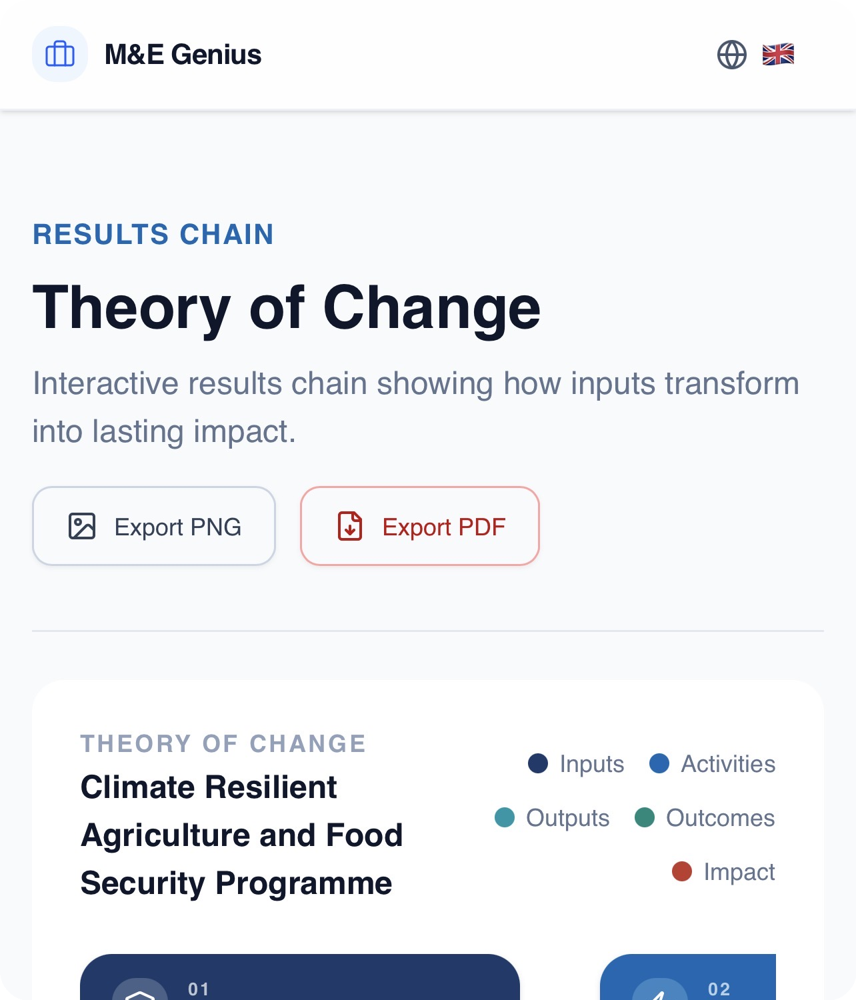 M&E Genius
RESULTS CHAIN
Theory of Change
Interactive results chain showing how inputs transform
into lasting impact.
Export PNG
Export PDF
THEORY OF CHANGE
Climate Resilient
Agriculture and Food
Security Programme
Inputs
Activities
Outputs
Outcomes
Impact
01
02